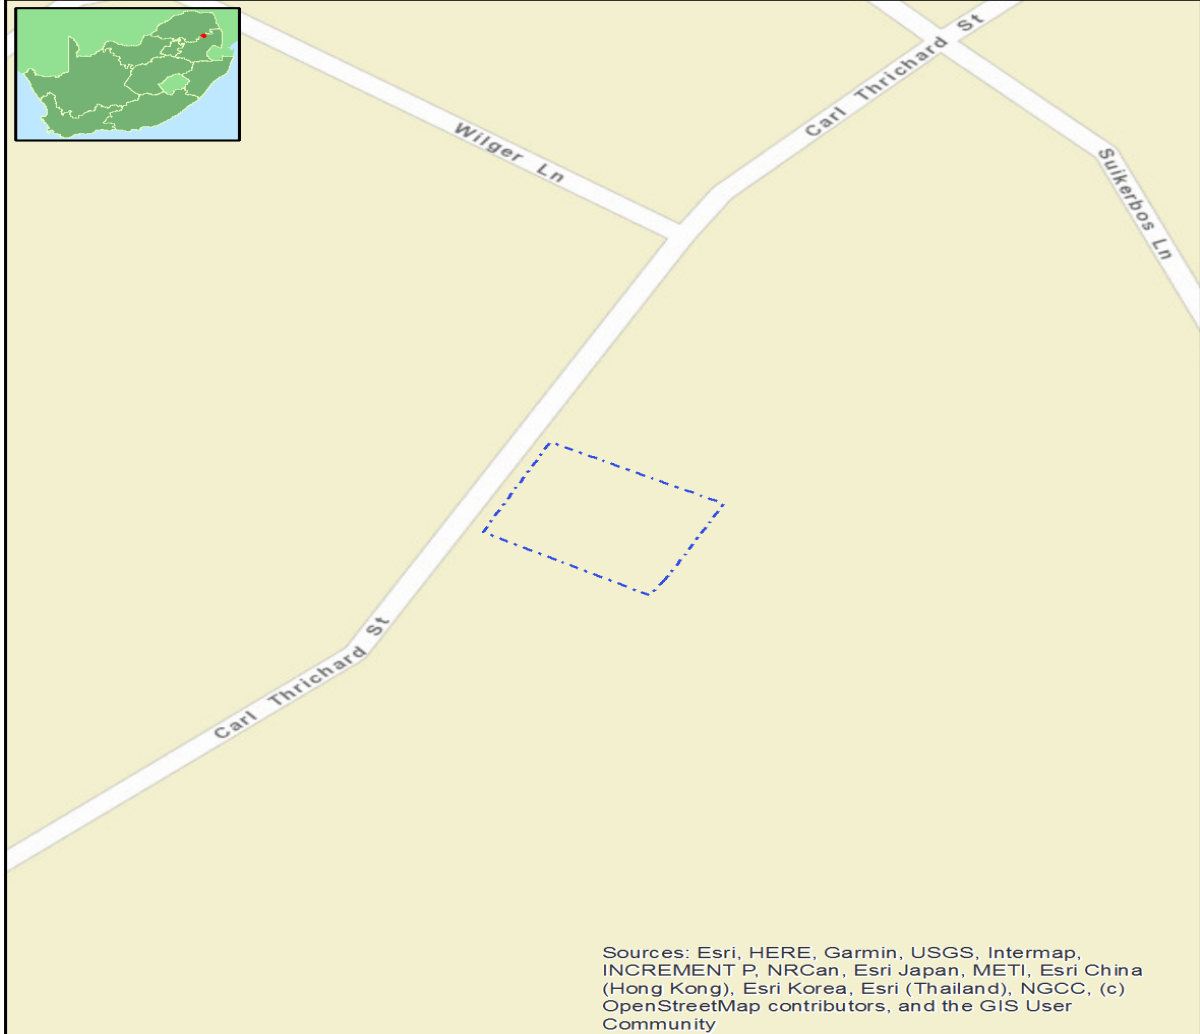 Carl Thrichard St
Wilger Ln
Suikerbos Ln
Carl Thrichard St
Sources: Esri, HERE, Garmin, USGS, Intermap,
INCREMENT P, NRCan, Esri Japan, METI, Esri China
(Hong Kong), Esri Korea, Esri (Thailand), NGCC, (c)
OpenStreetMap contributors, and the GIS User
Community